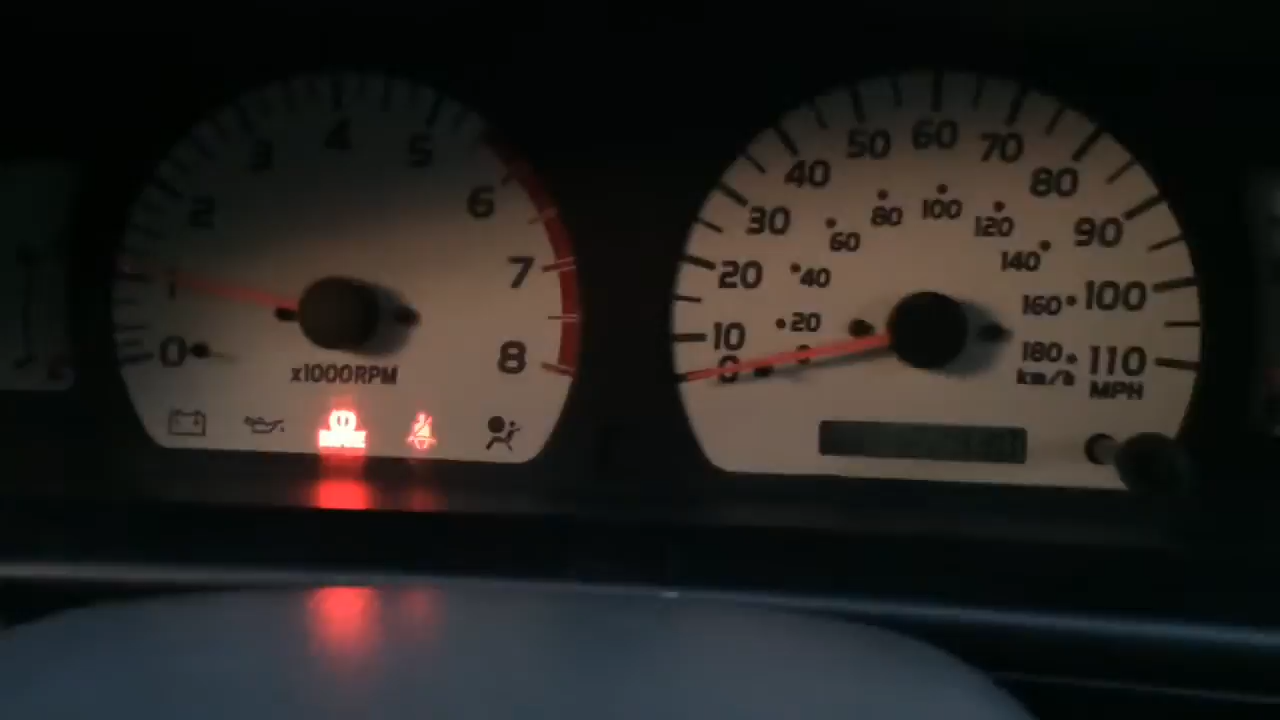 0 1 2 3 4 5 6 7 8
x1000RPM
BRAKE
0 10 20 30 40 50 60 70 80 90 100 110
MPH
0 20 40 60 80 100 120 140 160 180
km/h